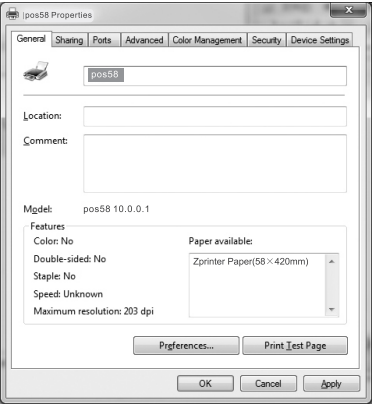 pos58 Properties
x
General Sharing Ports Advanced Color Management Security Device Settings
pos58
Location:
Comment:
Model: pos58 10.0.0.1
Features
Color: No Paper available:
Double-sided: No Zprinter Paper(58×420mm)
Staple: No
Speed: Unknown
Maximum resolution: 203 dpi
Preferences... Print Test Page
OK Cancel Apply